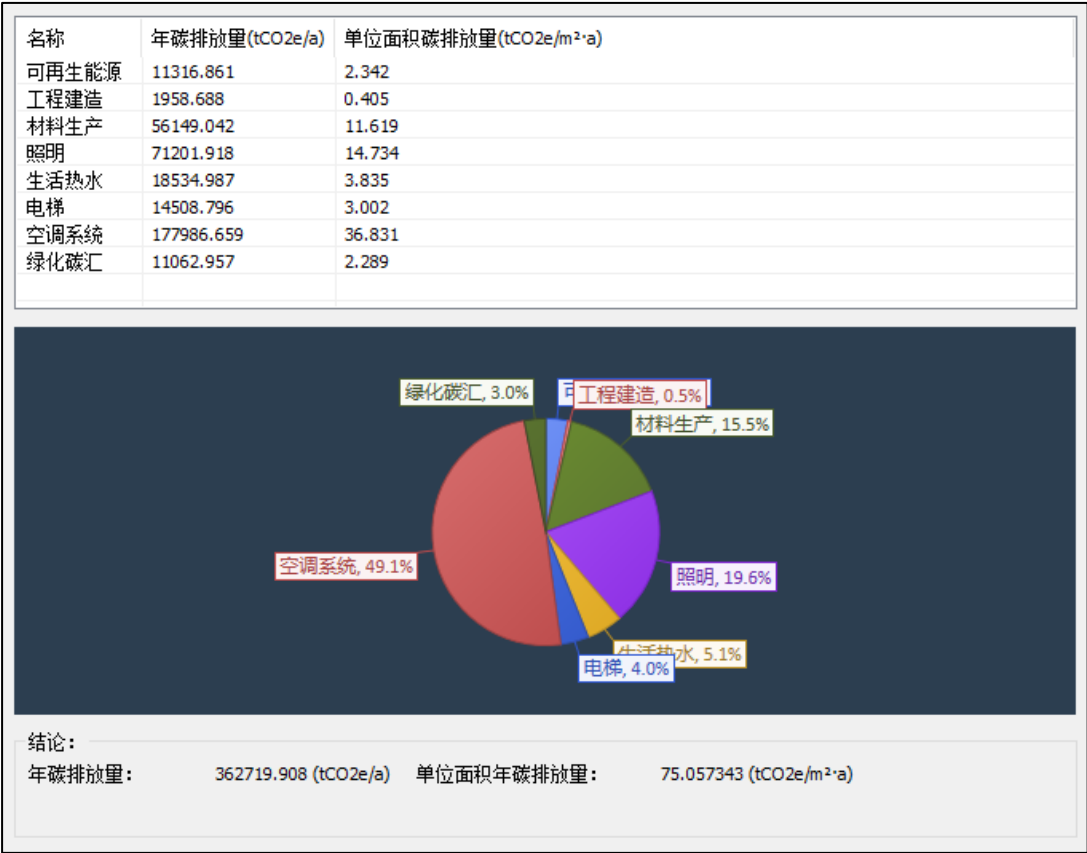 名称 年碳排放量(tCO2e/a) 单位面积碳排放量(tCO2e/m²·a)
可再生能源 11316.861 2.342
工程建造 1958.688 0.405
材料生产 56149.042 11.619
照明 71201.918 14.734
生活热水 18534.987 3.835
电梯 14508.796 3.002
空调系统 177986.659 36.831
绿化碳汇 11062.957 2.289
绿化碳汇, 3.0%
工程建造, 0.5%
材料生产, 15.5%
空调系统, 49.1%
照明, 19.6%
生活热水, 5.1%
电梯, 4.0%
结论:
年碳排放量: 362719.908 (tCO2e/a) 单位面积年碳排放量: 75.057343 (tCO2e/m²·a)